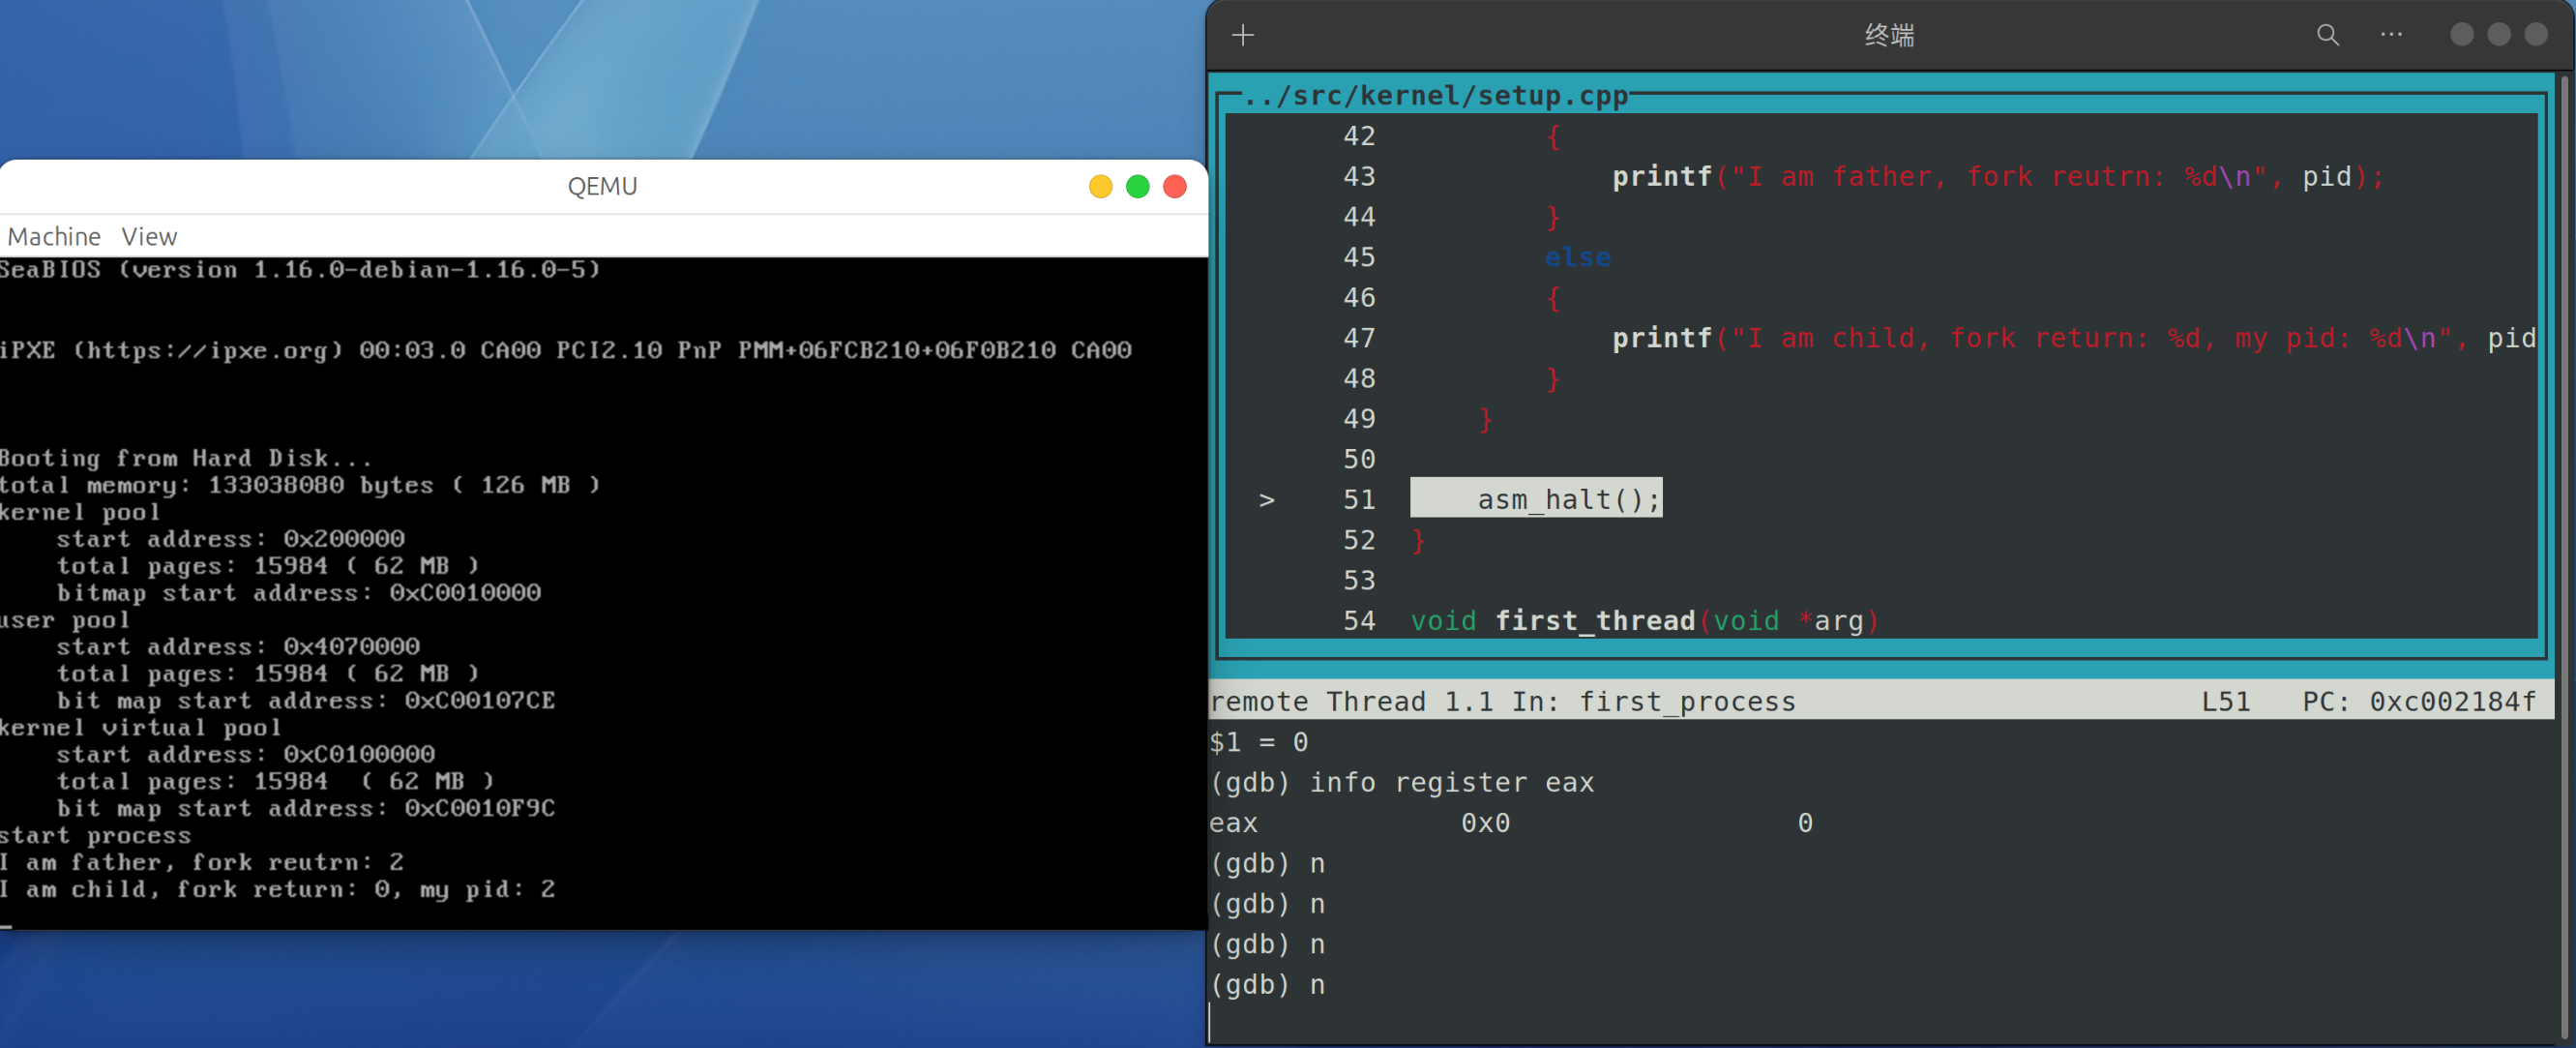 QEMU
Machine View
SeaBIOS (version 1.16.0-debian-1.16.0-5)
iPXE (https://ipxe.org) 00:03.0 CA00 PCI2.10 PnP PMM+06FCB210+06F0B210 CA00
Booting from Hard Disk...
total memory: 133038080 bytes ( 126 MB )
kernel pool
start address: 0x200000
total pages: 15984 ( 62 MB )
bitmap start address: 0xC0010000
user pool
start address: 0x4070000
total pages: 15984 ( 62 MB )
bit map start address: 0xC00107CE
kernel virtual pool
start address: 0xC0100000
total pages: 15984  ( 62 MB )
bit map start address: 0xC0010F9C
start process
I am father, fork reutrn: 2
I am child, fork return: 0, my pid: 2
终端
../src/kernel/setup.cpp
42 {
43 printf("I am father, fork reutrn: %d\n", pid);
44 }
45 else
46 {
47 printf("I am child, fork return: %d, my pid: %d\n", pid
48 }
49 }
50
> 51 asm_halt();
52 }
53
54 void first_thread(void *arg)
remote Thread 1.1 In: first_process L51 PC: 0xc002184f
$1 = 0
(gdb) info register eax
eax 0x0 0
(gdb) n
(gdb) n
(gdb) n
(gdb) n